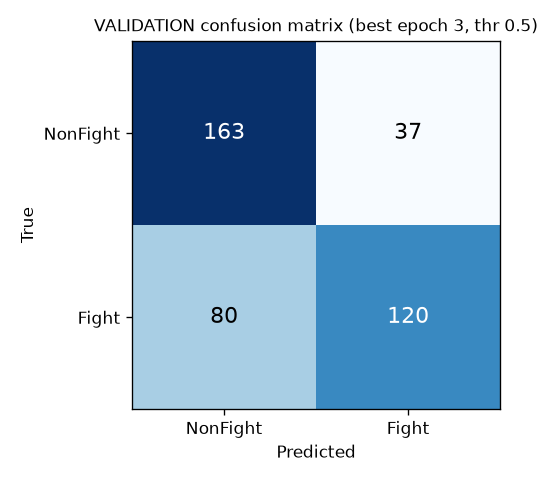 VALIDATION confusion matrix (best epoch 3, thr 0.5)
True
NonFight
163
37
Fight
80
120
NonFight
Fight
Predicted